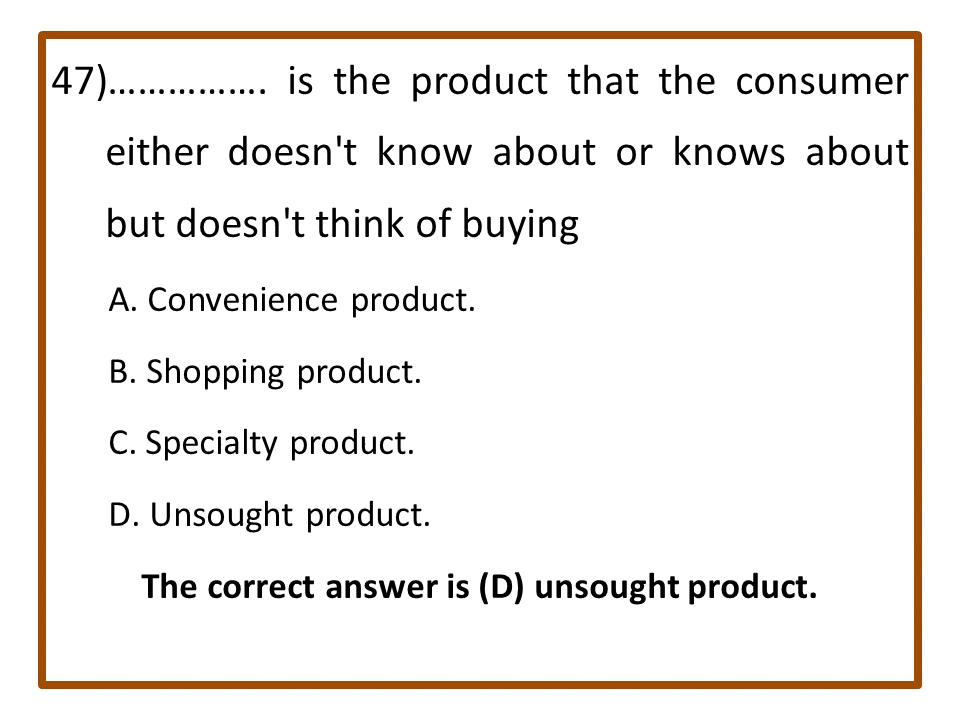 47)……………. is the product that the consumer
either doesn't know about or knows about
but doesn't think of buying
A. Convenience product.
B. Shopping product.
C. Specialty product.
D. Unsought product.
The correct answer is (D) unsought product.